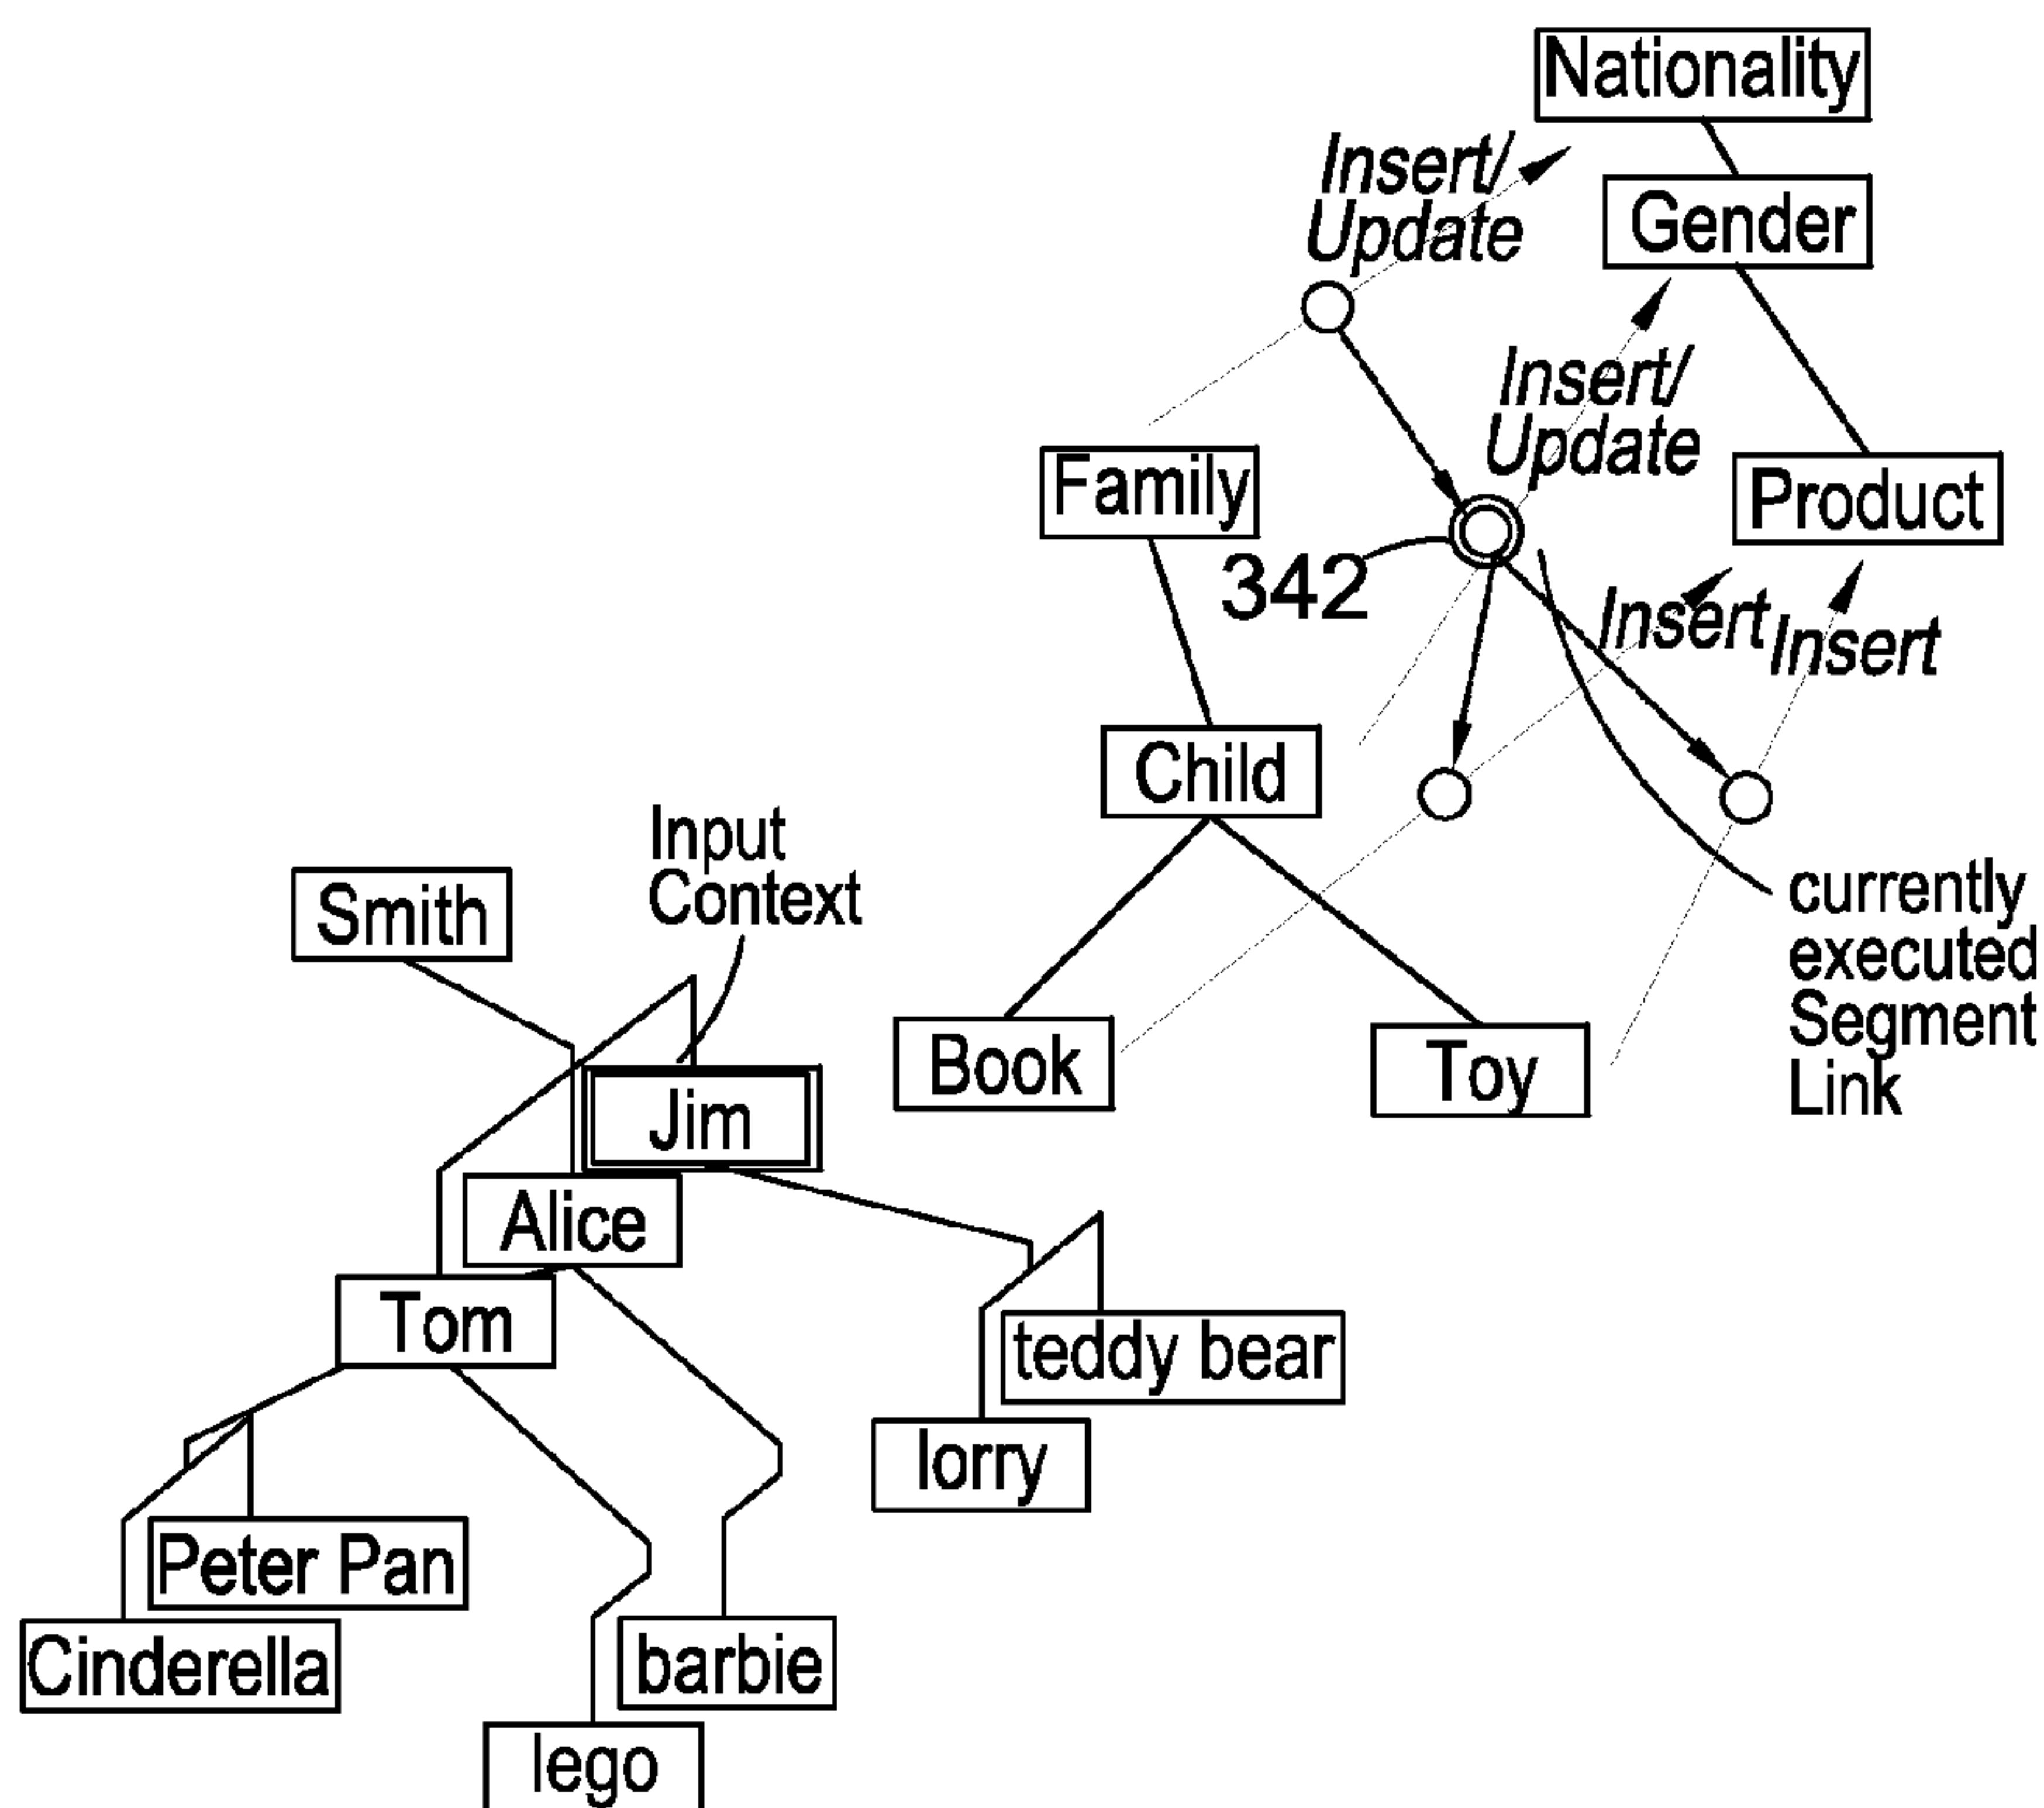 Nationality
Insert/
Update
Gender
Insert/
Update
Family
Product
342
Insert
Insert
Child
Input
Context
Smith
currently
executed
Segment
Link
Book
Toy
Jim
Alice
Tom
teddy bear
lorry
Peter Pan
Cinderella
barbie
lego